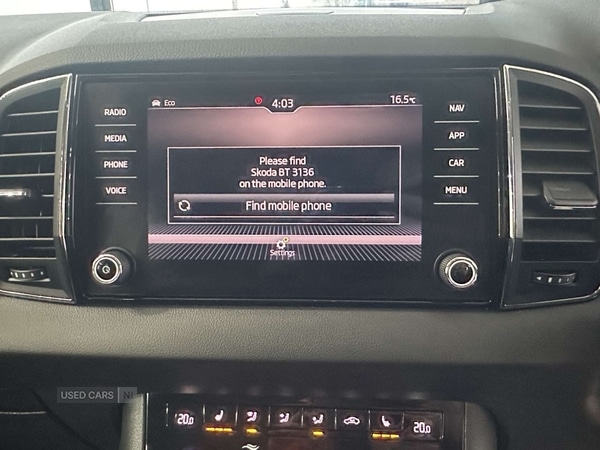 Eco 4:03 16.5℃
RADIO
MEDIA
PHONE
VOICE
Please find
Skoda BT 3136
on the mobile phone.
Find mobile phone
Settings
NAV
APP
CAR
MENU
USED CARS NI
20.0
20.0